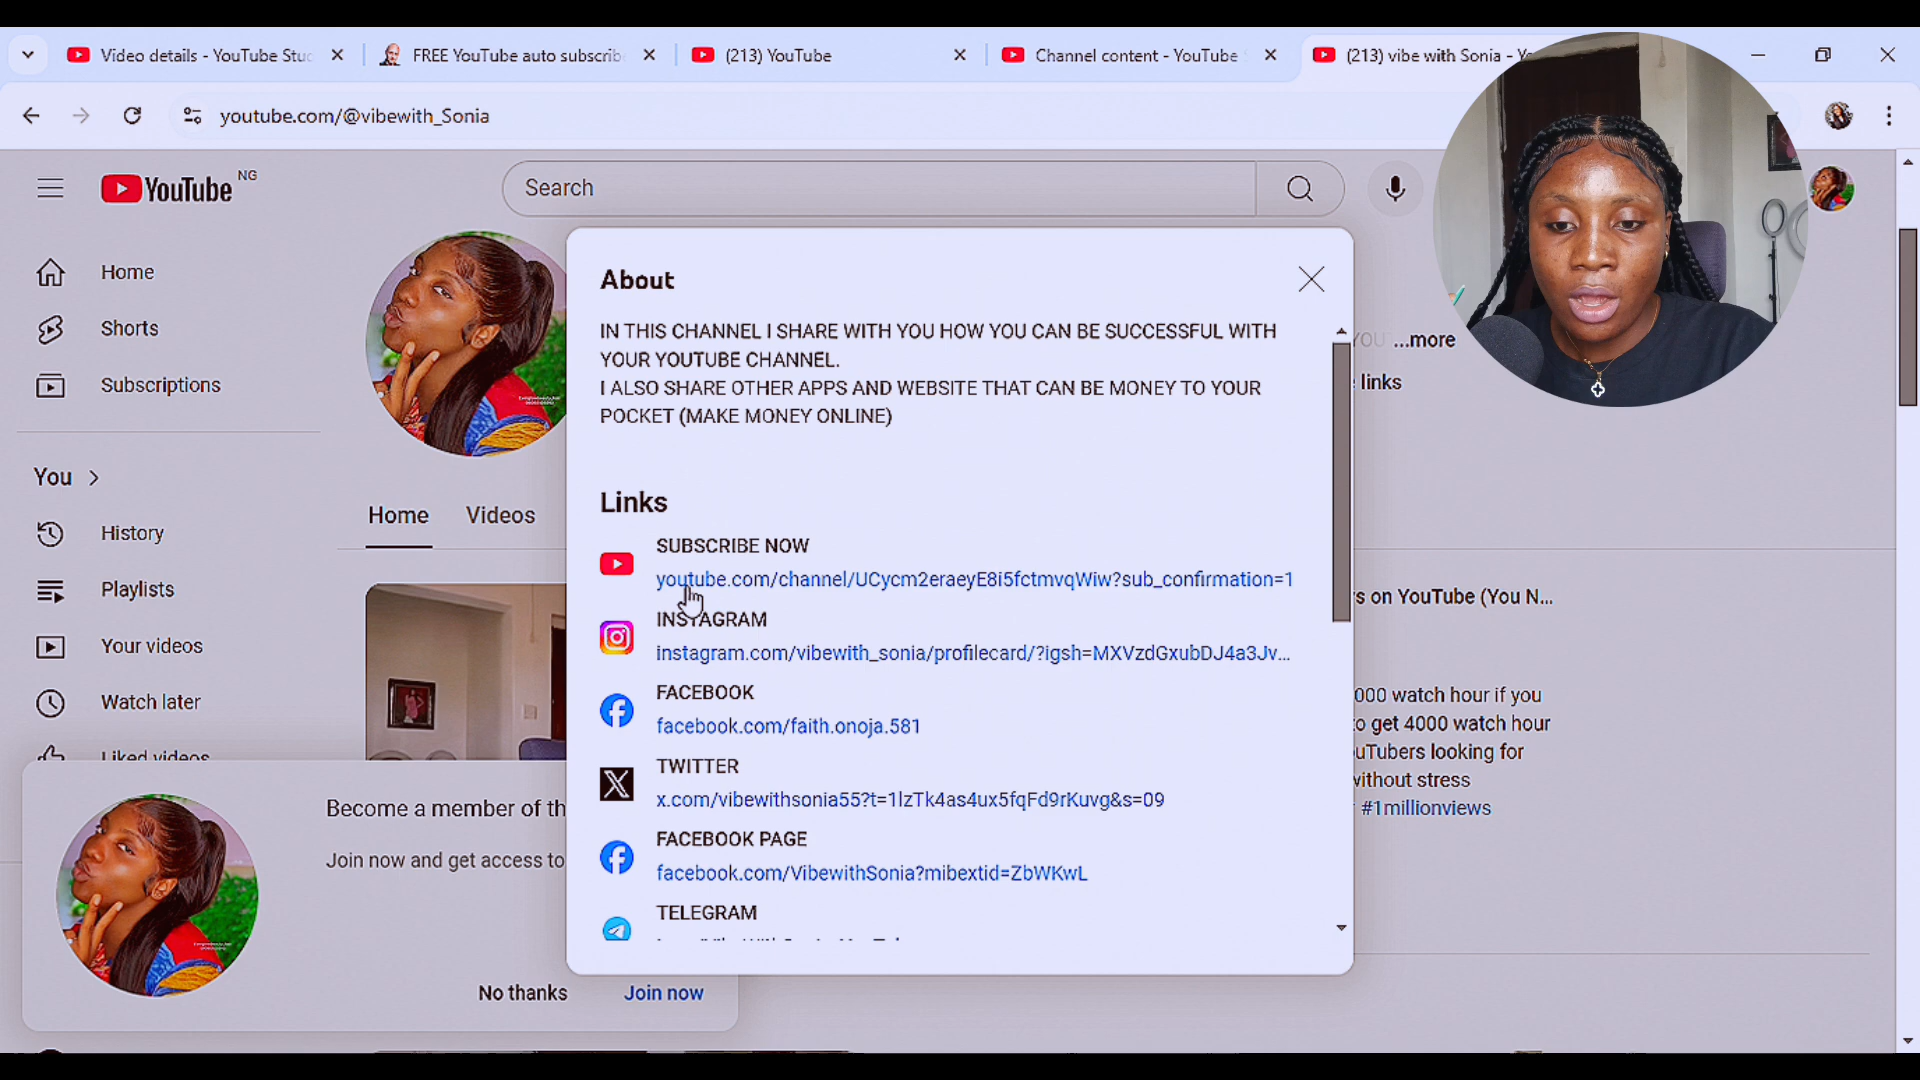 Video details - YouTube Stu
FREE YouTube auto subscrib
(213) YouTube
Channel content - YouTube
(213) vibe with Sonia - Yo
youtube.com/@vibewith_Sonia
YouTube NG
Search
Home
Shorts
Subscriptions
You
History
Playlists
Your videos
Watch later
Liked videos
Home Videos
...more
links
About
IN THIS CHANNEL I SHARE WITH YOU HOW YOU CAN BE SUCCESSFUL WITH
YOUR YOUTUBE CHANNEL.
I ALSO SHARE OTHER APPS AND WEBSITE THAT CAN BE MONEY TO YOUR
POCKET (MAKE MONEY ONLINE)
Links
SUBSCRIBE NOW
youtube.com/channel/UCycm2eraeyE8i5fctmvqWiw?sub_confirmation=1
INSTAGRAM
instagram.com/vibewith_sonia/profilecard/?igsh=MXVzdGxubDJ4a3Jv...
FACEBOOK
facebook.com/faith.onoja.581
TWITTER
x.com/vibewithsonia55?t=1lzTk4as4ux5fqFd9rKuvg&s=09
FACEBOOK PAGE
facebook.com/VibewithSonia?mibextid=ZbWKwL
TELEGRAM
s on YouTube (You N...
000 watch hour if you
to get 4000 watch hour
uTubers looking for
without stress
#1millionviews
Become a member of th
Join now and get access to
No thanks
Join now